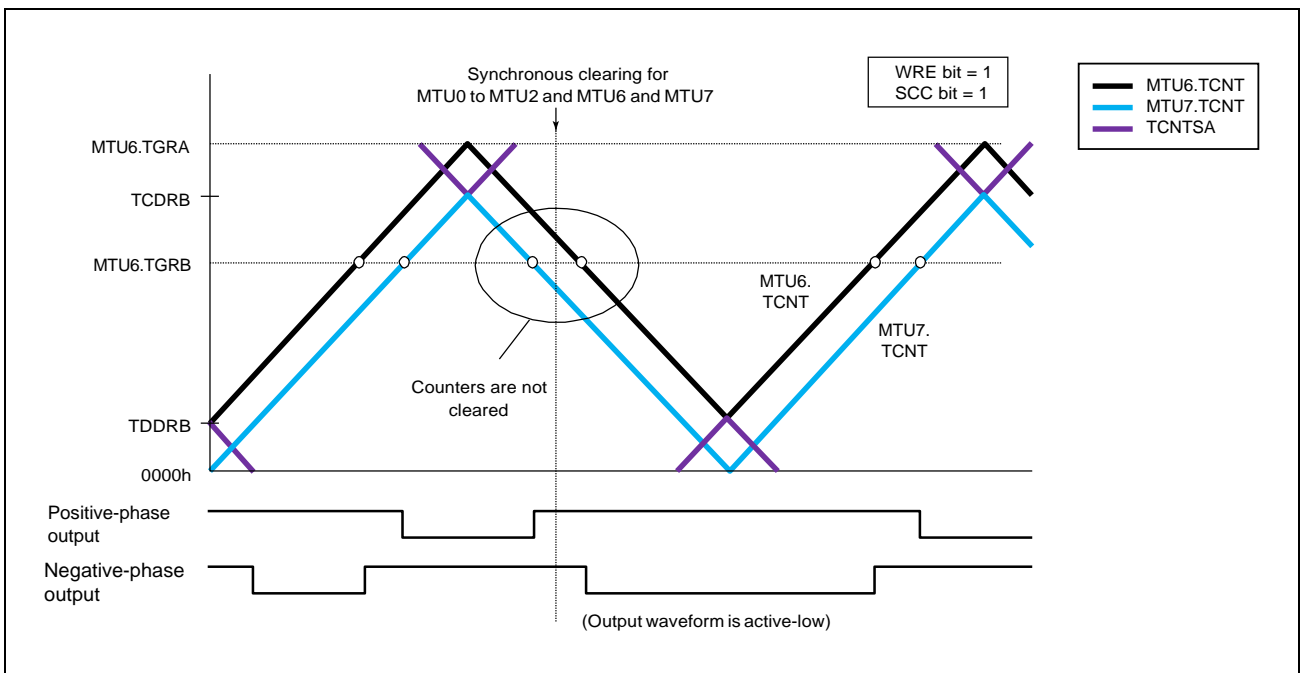 Synchronous clearing for
MTU0 to MTU2 and MTU6 and MTU7
WRE bit = 1
SCC bit = 1
MTU6.TCNT
MTU7.TCNT
TCNTSA
MTU6.TGRA
TCDRB
MTU6.TGRB
MTU6.
TCNT
MTU7.
TCNT
Counters are not
cleared
TDDRB
0000h
Positive-phase
output
Negative-phase
output
(Output waveform is active-low)